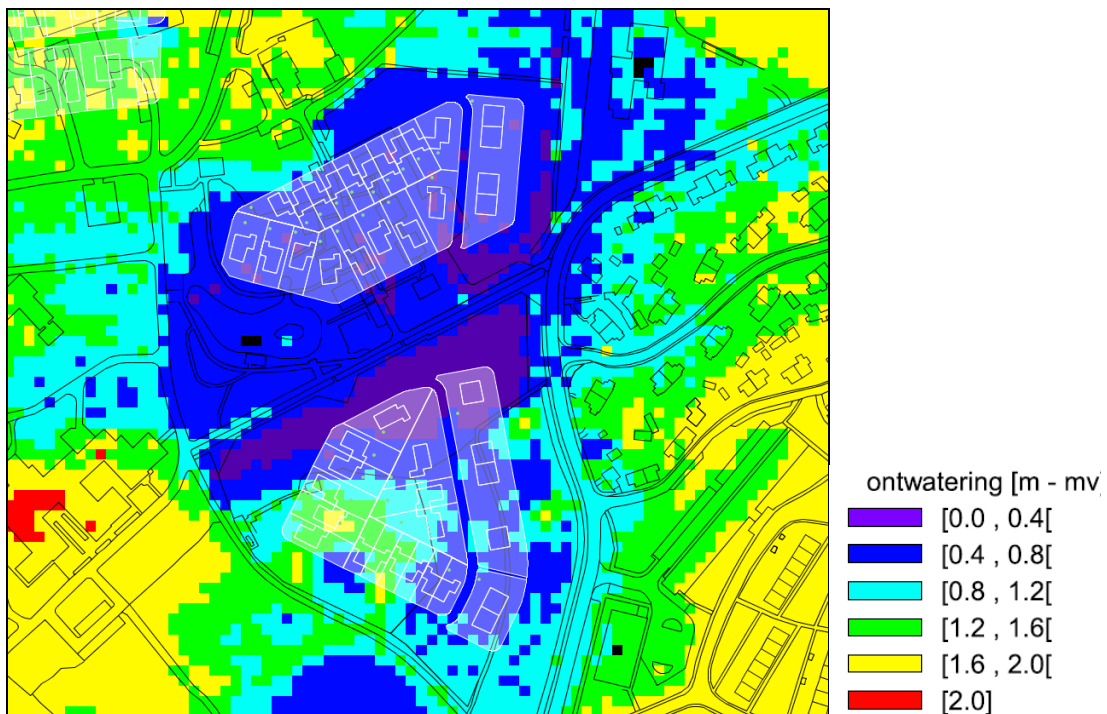 ontwatering [m - mv]
[0.0 , 0.4[
[0.4 , 0.8[
[0.8 , 1.2[
[1.2 , 1.6[
[1.6 , 2.0[
[2.0]